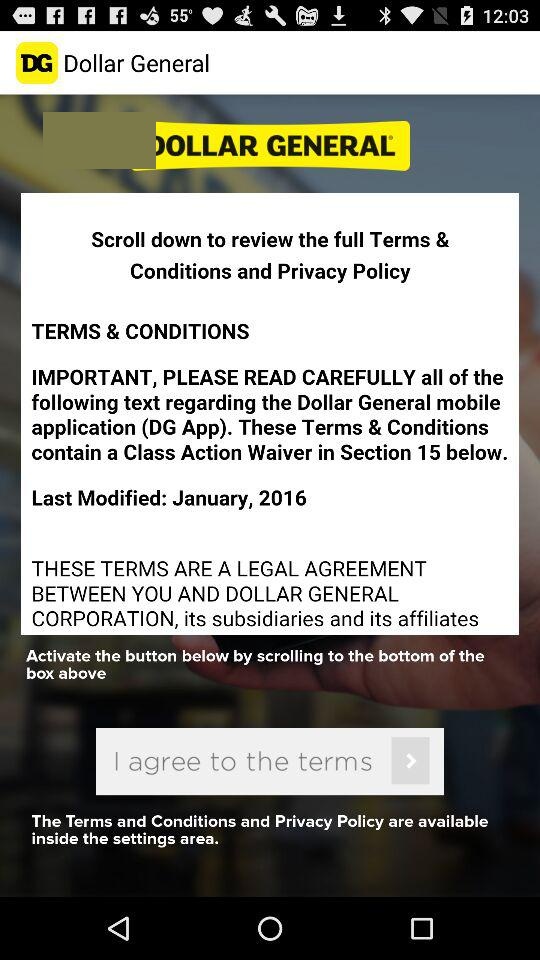 55°
12:03
DG Dollar General
DOLLAR GENERAL
Scroll down to review the full Terms &
Conditions and Privacy Policy
TERMS & CONDITIONS
IMPORTANT, PLEASE READ CAREFULLY all of the
following text regarding the Dollar General mobile
application (DG App). These Terms & Conditions
contain a Class Action Waiver in Section 15 below.
Last Modified: January, 2016
THESE TERMS ARE A LEGAL AGREEMENT
BETWEEN YOU AND DOLLAR GENERAL
CORPORATION, its subsidiaries and its affiliates
Activate the button below by scrolling to the bottom of the
box above
I agree to the terms
The Terms and Conditions and Privacy Policy are available
inside the settings area.